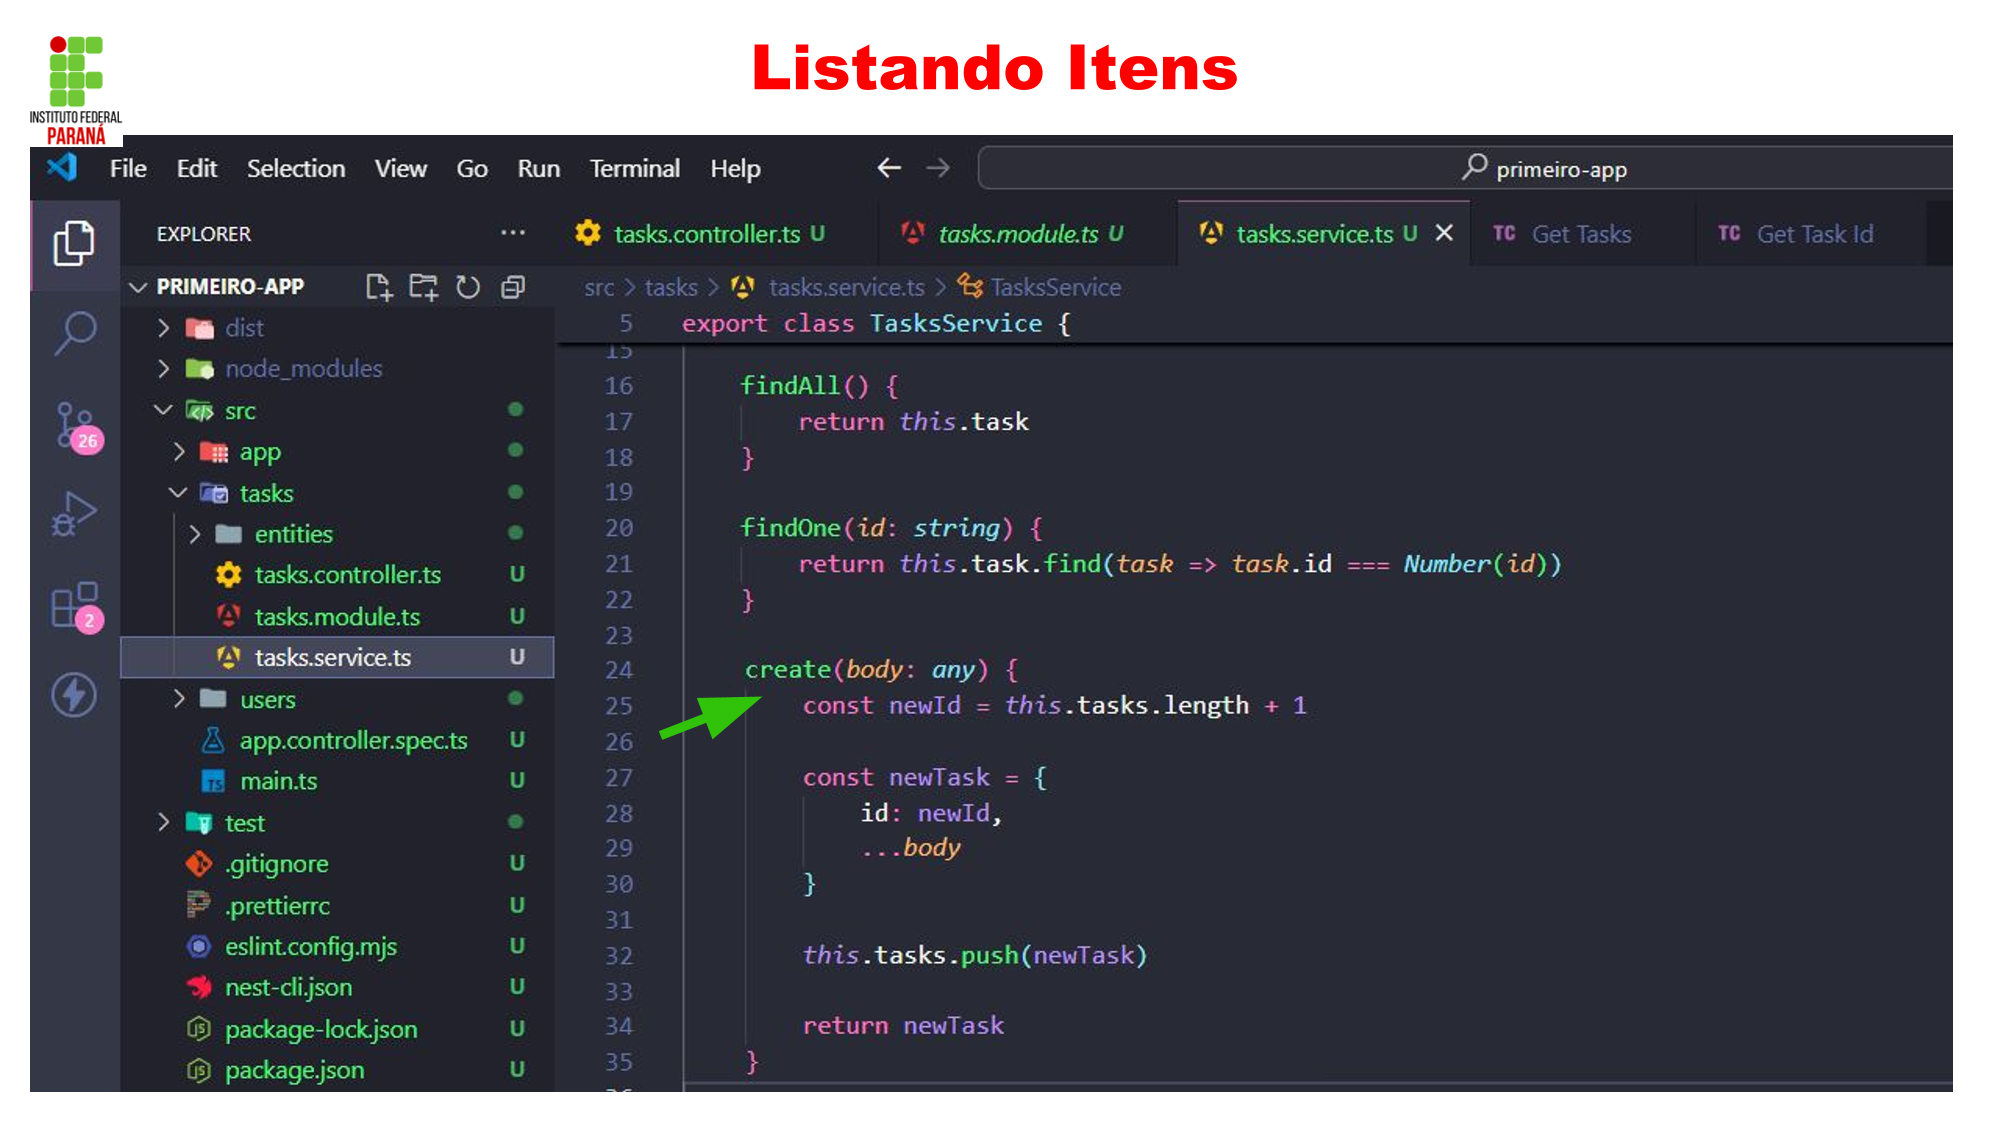 Listando Itens
INSTITUTO FEDERAL
PARANÁ
File Edit Selection View Go Run Terminal Help
primeiro-app
EXPLORER
tasks.controller.ts U
tasks.module.ts U
tasks.service.ts U
TC Get Tasks
TC Get Task Id
PRIMEIRO-APP
src > tasks > tasks.service.ts > TasksService
dist
node_modules
src
26
app
tasks
entities
tasks.controller.ts U
tasks.module.ts U
2
tasks.service.ts U
users
app.controller.spec.ts U
TS main.ts U
test
.gitignore U
.prettierrc U
eslint.config.mjs U
nest-cli.json U
package-lock.json U
package.json U
5 export class TasksService {
15
16 findAll() {
17 return this.task
18 }
19
20 findOne(id: string) {
21 return this.task.find(task => task.id === Number(id))
22 }
23
24 create(body: any) {
25 const newId = this.tasks.length + 1
26
27 const newTask = {
28 id: newId,
29 ...body
30 }
31
32 this.tasks.push(newTask)
33
34 return newTask
35 }